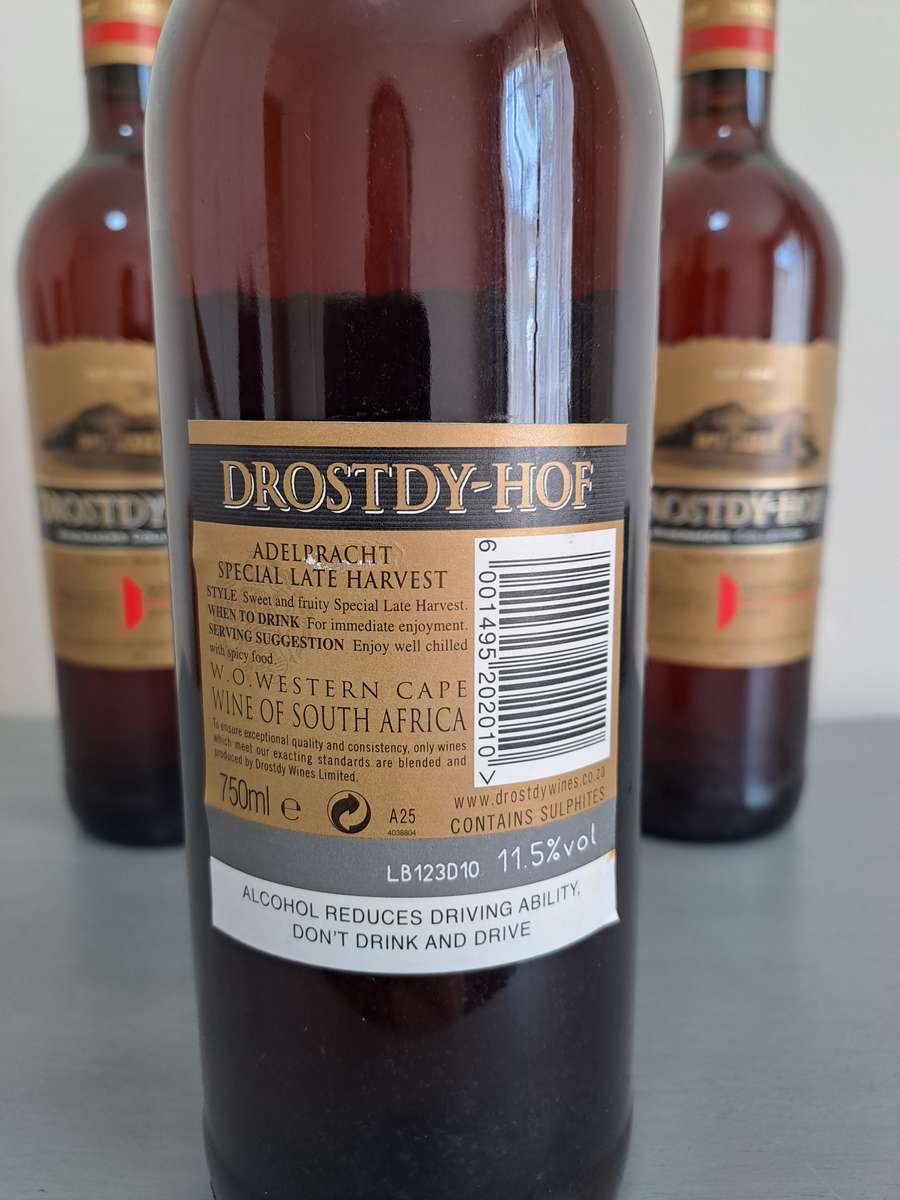 DROSTDY-HOF
ADELPRACHT
SPECIAL LATE HARVEST
STYLE Sweet and fruity Special Late Harvest.
WHEN TO DRINK For immediate enjoyment.
SERVING SUGGESTION Enjoy well chilled
with spicy food.
W.O.WESTERN CAPE
WINE OF SOUTH AFRICA
To ensure exceptional quality and consistency, only wines
which meet our exacting standards are blended and
produced by Drostdy Wines Limited.
750ml e A25
4038804
6 001495 202010 >
www.drostdywines.co.za
CONTAINS SULPHITES
LB123D10 11.5%vol
ALCOHOL REDUCES DRIVING ABILITY,
DON'T DRINK AND DRIVE
DROSTDY
ROSTDY-HOF